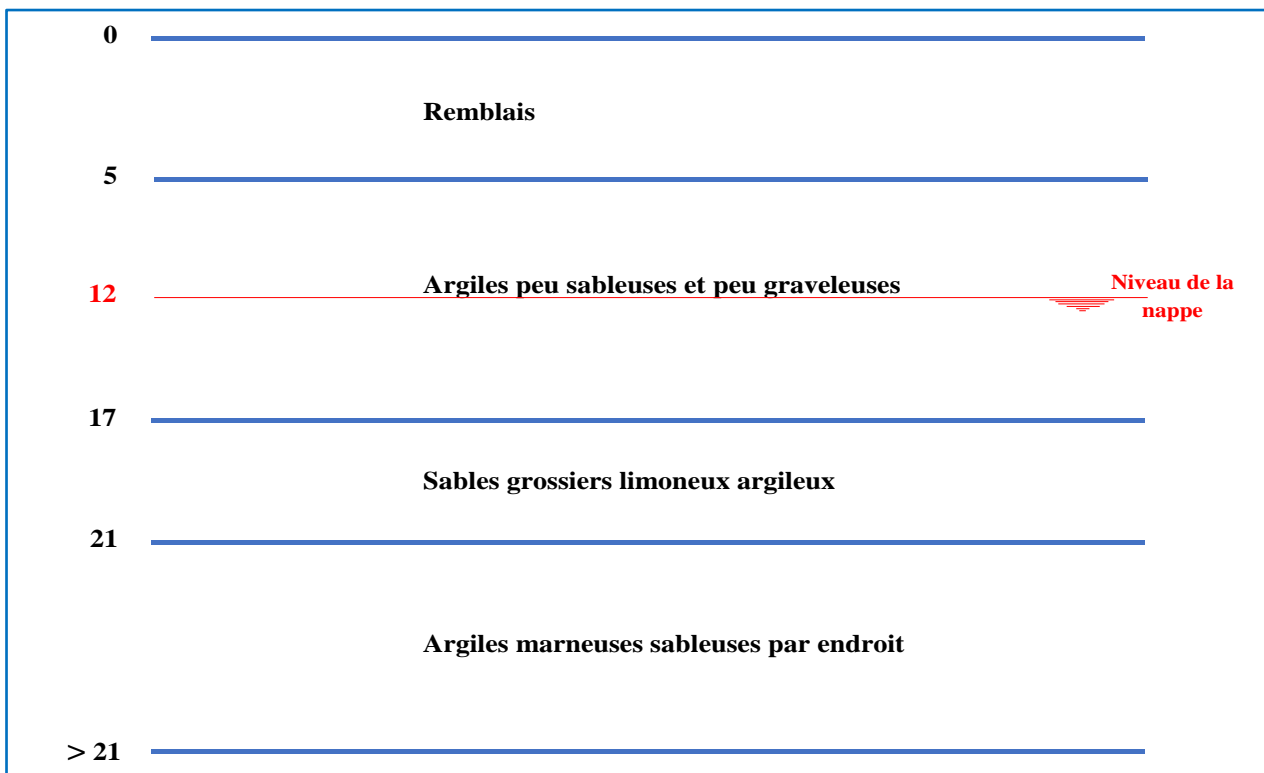 0
Remblais
5
Argiles peu sableuses et peu graveleuses
12
Niveau de la
nappe
17
Sables grossiers limoneux argileux
21
Argiles marneuses sableuses par endroit
> 21